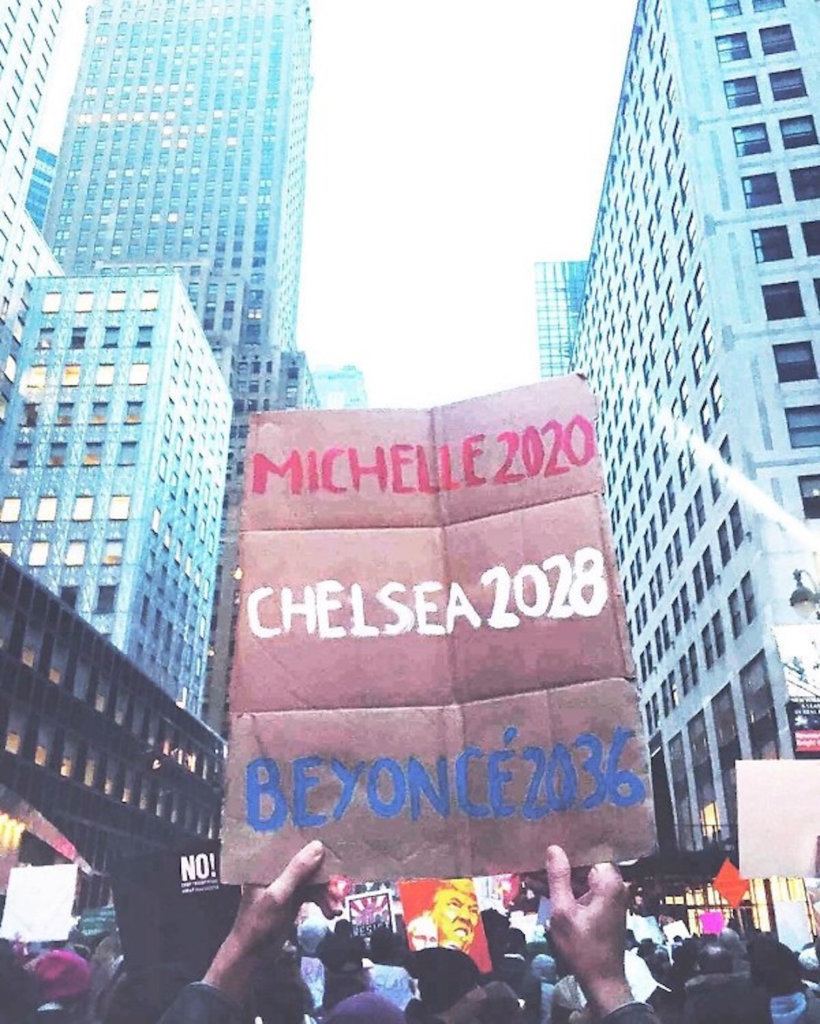 MICHELLE 2020
CHELSEA 2028
BEYONCÉ 2036
NO!